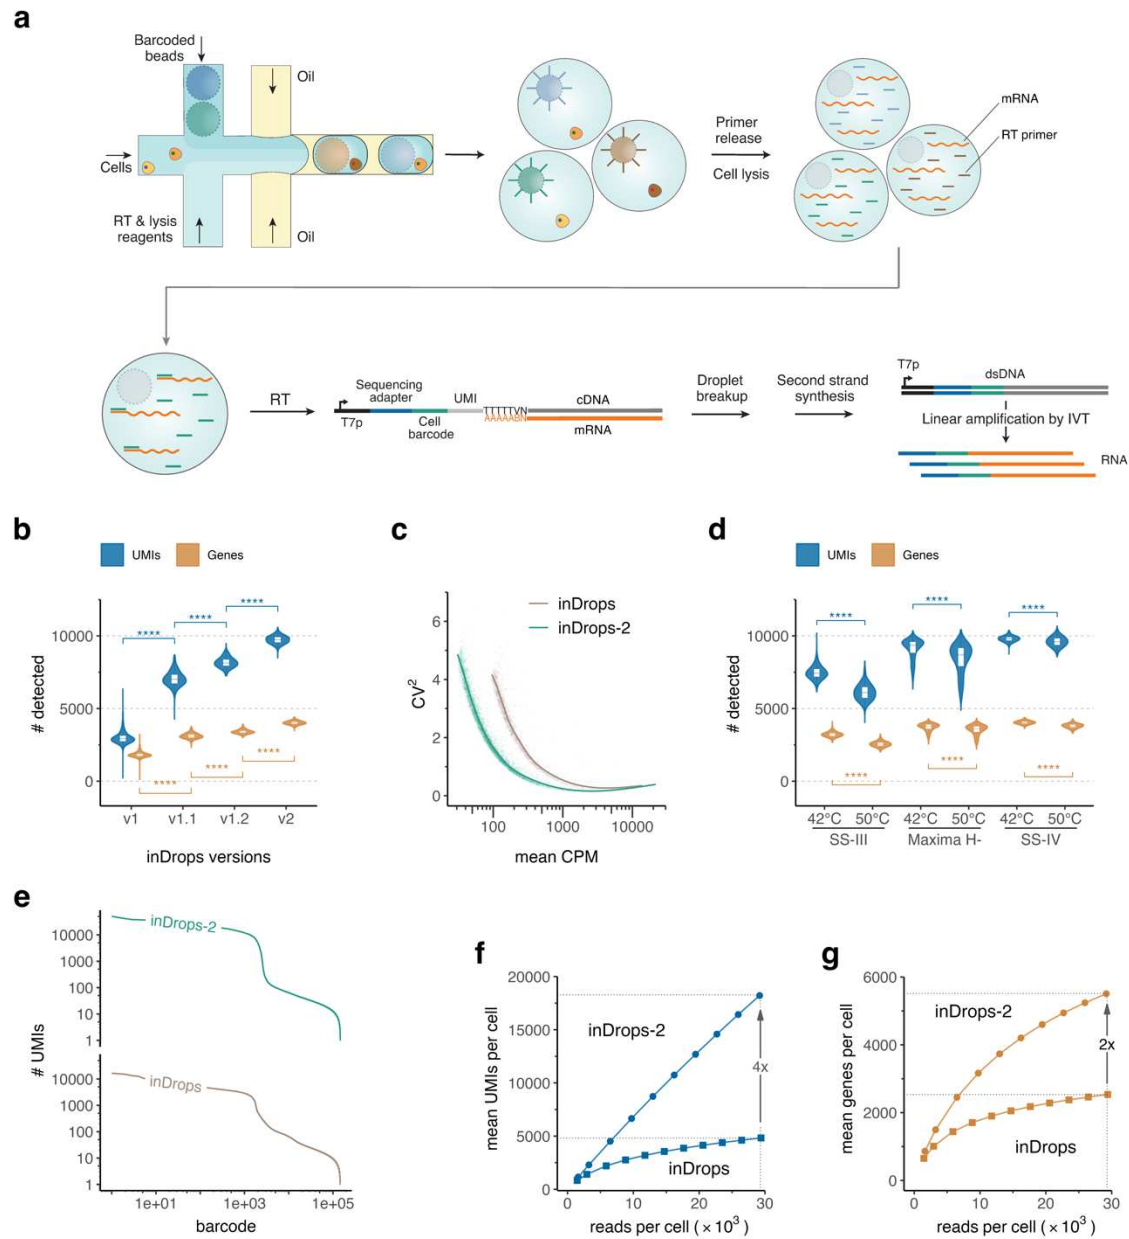 a
Barcoded
beads
Oil
Cells
RT & lysis
reagents
Oil
Primer
release
Cell lysis
mRNA
RT primer
RT
Sequencing
adapter
UMI
T7p
Cell
barcode
TTTTTVN
AAAAABN
cDNA
mRNA
Droplet
breakup
Second strand
synthesis
T7p
dsDNA
Linear amplification by IVT
RNA
b
UMIs
Genes
# detected
10000
5000
0
****
****
****
****
****
****
v1
v1.1
v1.2
v2
inDrops versions
c
inDrops
inDrops-2
CV²
6
4
2
0
100
1000
10000
mean CPM
d
UMIs
Genes
# detected
10000
5000
0
****
****
****
****
****
****
42°C
50°C
42°C
50°C
42°C
50°C
SS-III
Maxima H-
SS-IV
e
# UMIs
inDrops-2
10000
1000
100
10
1
inDrops
10000
1000
100
10
1
1e+01
1e+03
1e+05
barcode
f
mean UMIs per cell
20000
15000
10000
5000
0
inDrops-2
4x
inDrops
0
10
20
30
reads per cell (× 10³)
g
mean genes per cell
6000
4000
2000
0
inDrops-2
2x
inDrops
0
10
20
30
reads per cell (× 10³)